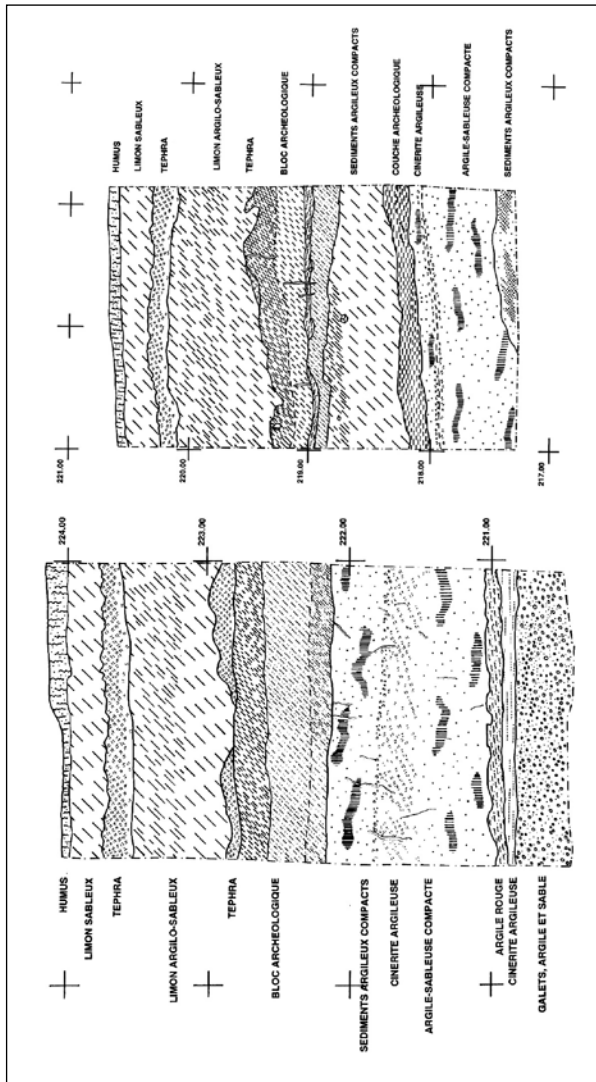 HUMUS
LIMON SABLEUX
TEPHRA
LIMON ARGILO-SABLEUX
TEPHRA
BLOC ARCHEOLOGIQUE
SEDIMENTS ARGILEUX COMPACTS
COUCHE ARCHEOLOGIQUE
CINERITE ARGILEUSE
ARGILE-SABLEUSE COMPACTE
SEDIMENTS ARGILEUX COMPACTS
221.00
220.00
219.00
218.00
217.00
224.00
223.00
222.00
221.00
HUMUS
LIMON SABLEUX
TEPHRA
LIMON ARGILO-SABLEUX
TEPHRA
BLOC ARCHEOLOGIQUE
SEDIMENTS ARGILEUX COMPACTS
CINERITE ARGILEUSE
ARGILE-SABLEUSE COMPACTE
ARGILE ROUGE
CINERITE ARGILEUSE
GALETS, ARGILE ET SABLE